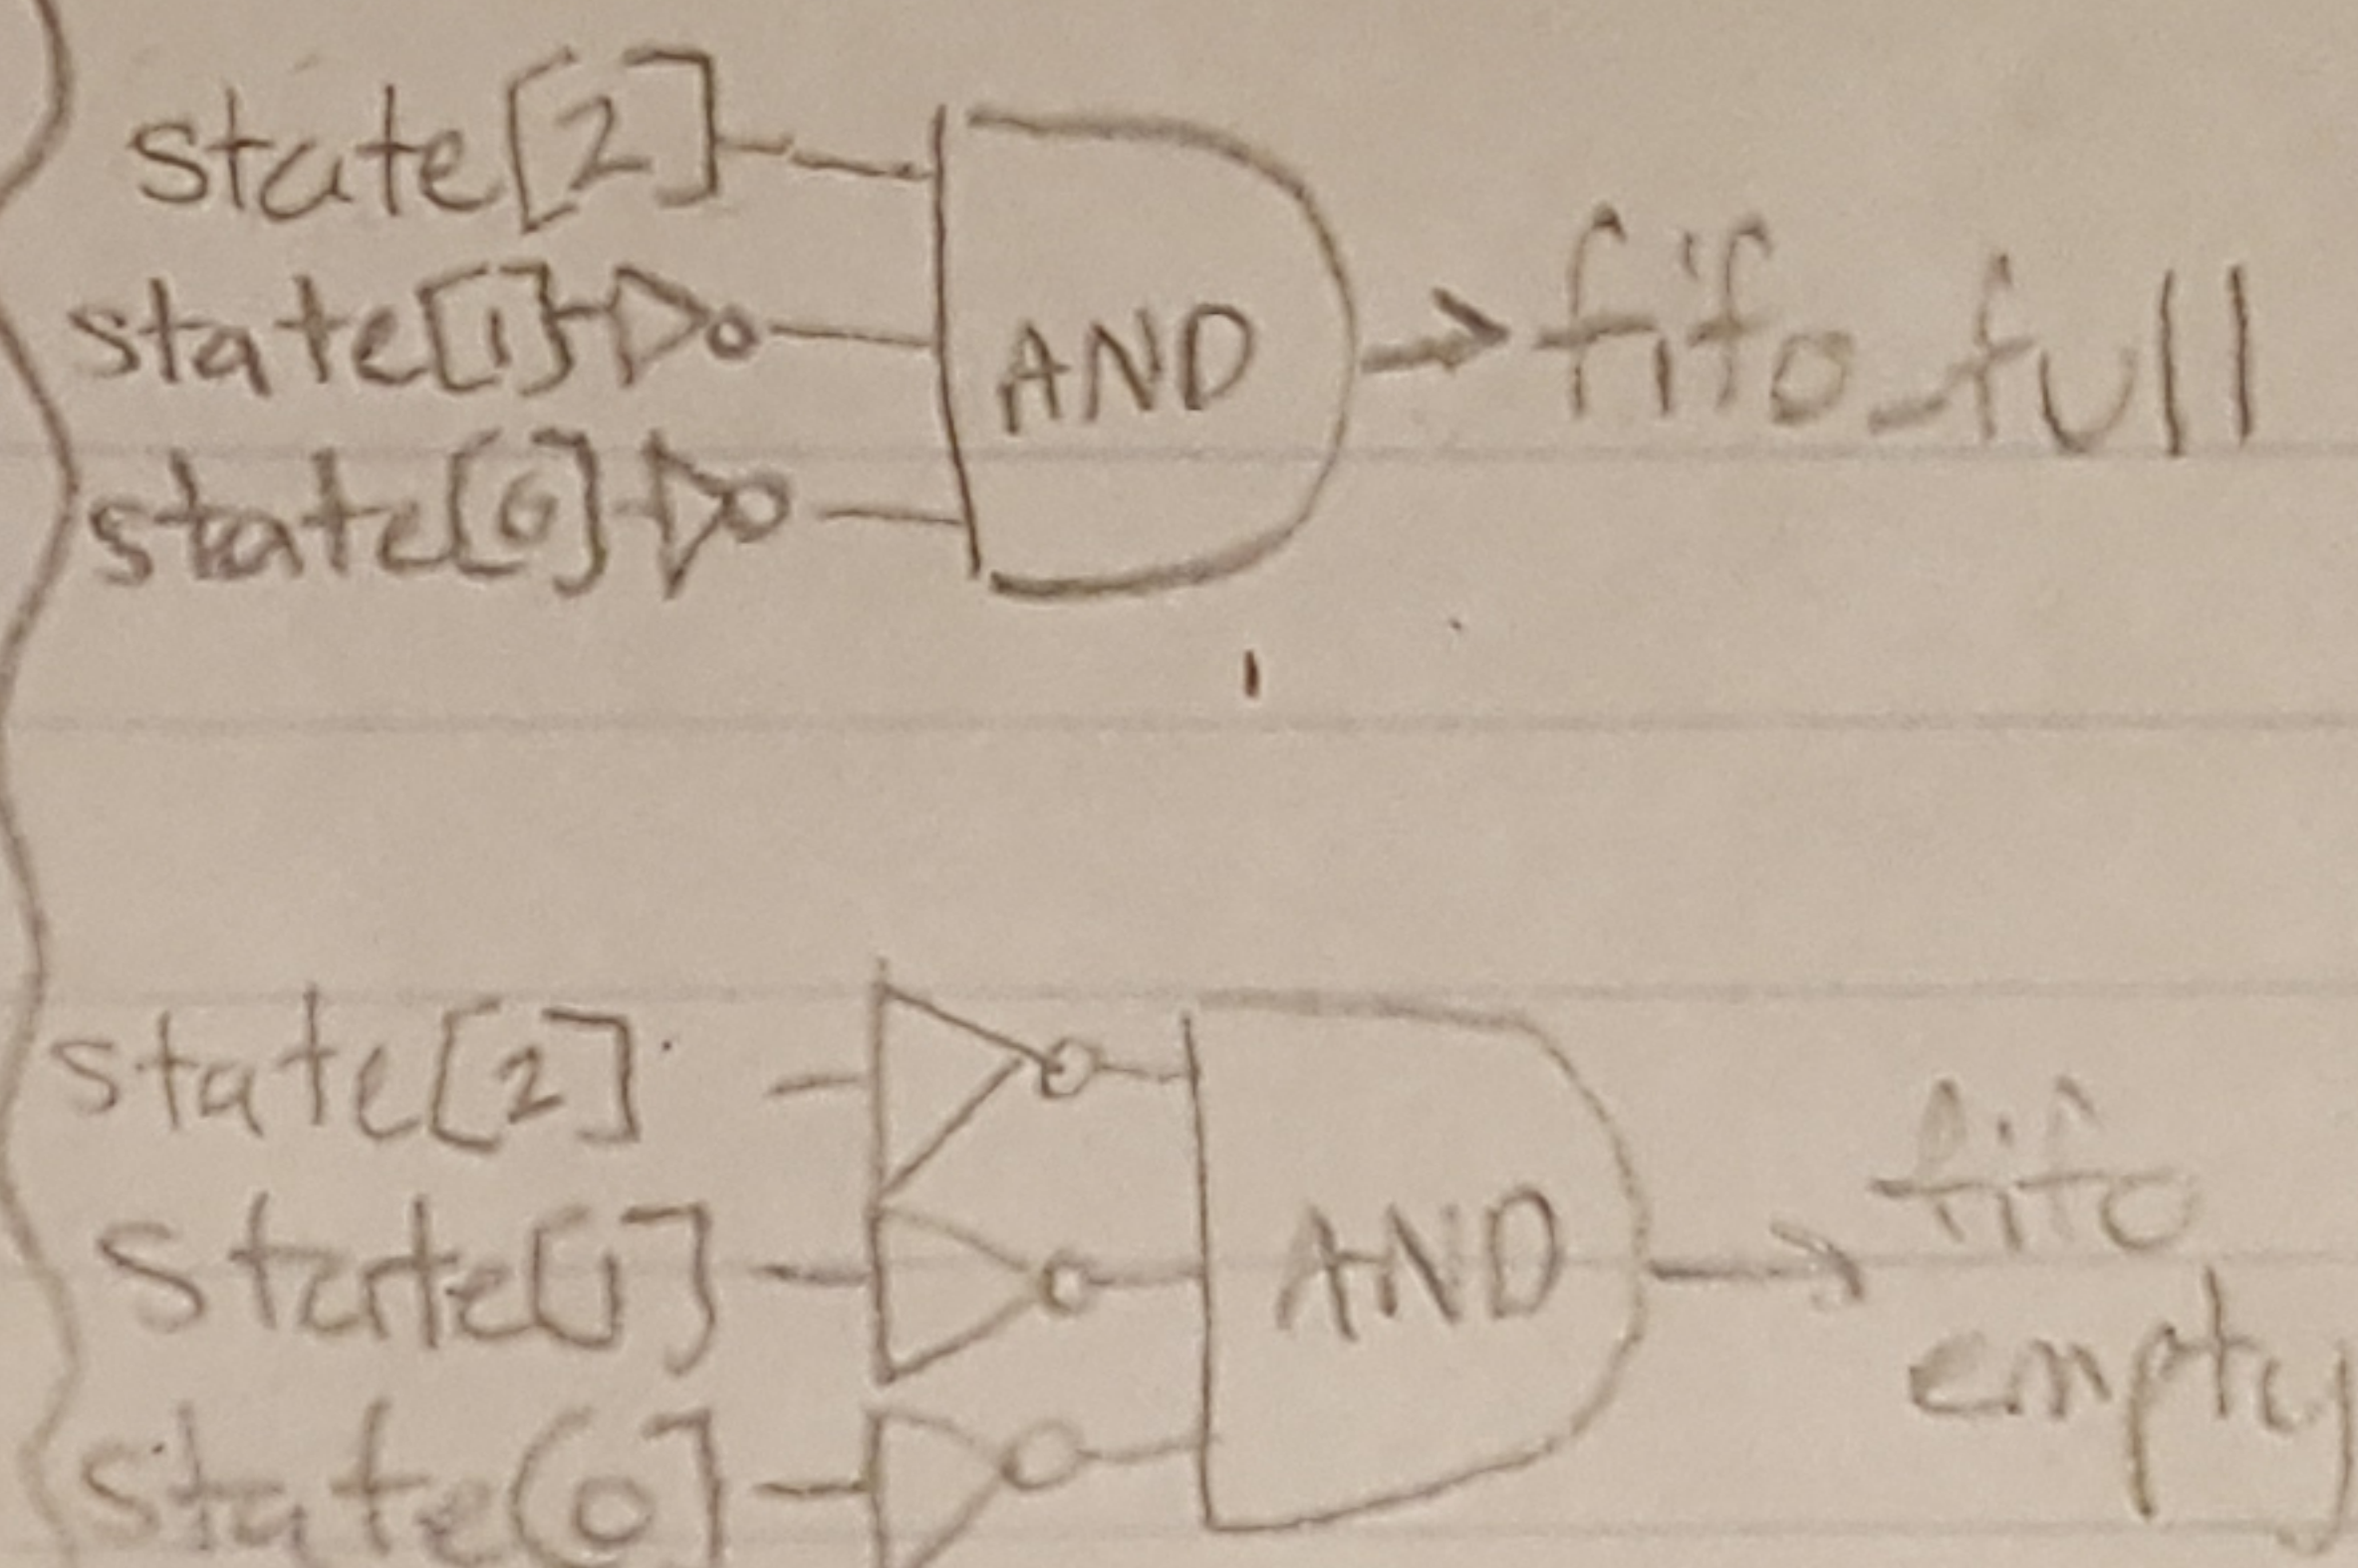 state[2]
state[1]
AND
fifo_full
state[0]
state[2]
fifo
state[1]
AND
empty
state[0]